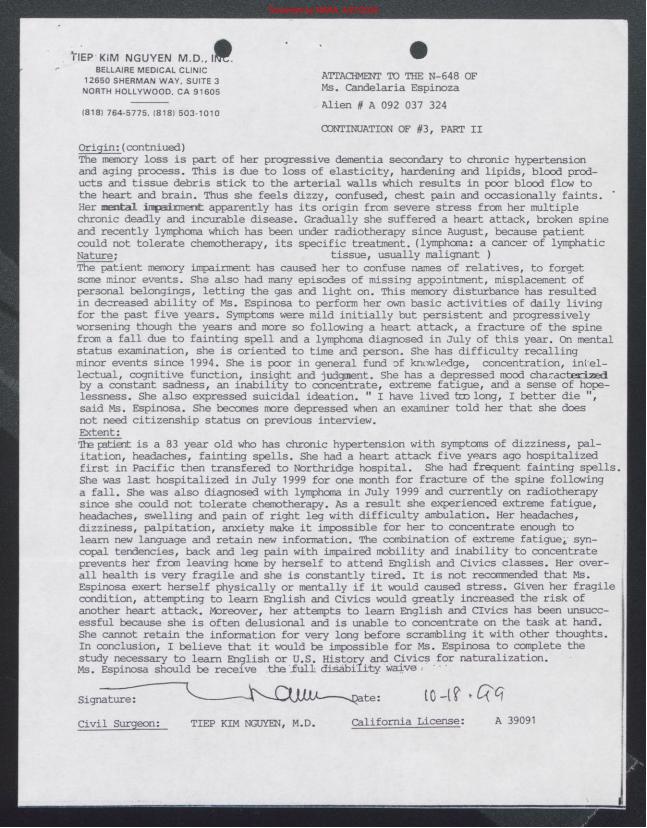 TIEP KIM NGUYEN M.D., INC.
BELLAIRE MEDICAL CLINIC
12650 SHERMAN WAY, SUITE 3
NORTH HOLLYWOOD, CA 91605
(818) 764-5775, (818) 503-1010
ATTACHMENT TO THE N-648 OF
Ms. Candelaria Espinoza
Alien # A 092 037 324
CONTINUATION OF #3, PART II
Origin:(contniued)
The memory loss is part of her progressive dementia secondary to chronic hypertension
and aging process. This is due to loss of elasticity, hardening and lipids, blood prod-
ucts and tissue debris stick to the arterial walls which results in poor blood flow to
the heart and brain. Thus she feels dizzy, confused, chest pain and occasionally faints.
Her mental impairment apparently has its origin from severe stress from her multiple
chronic deadly and incurable disease. Gradually she suffered a heart attack, broken spine
and recently lymphoma which has been under radiotherapy since August, because patient
could not tolerate chemotherapy, its specific treatment. (lymphoma: a cancer of lymphatic
Nature; tissue, usually malignant )
The patient memory impairment has caused her to confuse names of relatives, to forget
some minor events. She also had many episodes of missing appointment, misplacement of
personal belongings, letting the gas and light on. This memory disturbance has resulted
in decreased ability of Ms. Espinosa to perform her own basic activities of daily living
for the past five years. Symptoms were mild initially but persistent and progressively
worsening though the years and more so following a heart attack, a fracture of the spine
from a fall due to fainting spell and a lymphoma diagnosed in July of this year. On mental
status examination, she is oriented to time and person. She has difficulty recalling
minor events since 1994. She is poor in general fund of knowledge, concentration, intel-
lectual, cognitive function, insight and judgment. She has a depressed mood characterized
by a constant sadness, an inability to concentrate, extreme fatigue, and a sense of hope-
lessness. She also expressed suicidal ideation. " I have lived too long, I better die ",
said Ms. Espinosa. She becomes more depressed when an examiner told her that she does
not need citizenship status on previous interview.
Extent:
The patient is a 83 year old who has chronic hypertension with symptoms of dizziness, pal-
itation, headaches, fainting spells. She had a heart attack five years ago hospitalized
first in Pacific then transfered to Northridge hospital. She had frequent fainting spells.
She was last hospitalized in July 1999 for one month for fracture of the spine following
a fall. She was also diagnosed with lymphoma in July 1999 and currently on radiotherapy
since she could not tolerate chemotherapy. As a result she experienced extreme fatigue,
headaches, swelling and pain of right leg with difficulty ambulation. Her headaches,
dizziness, palpitation, anxiety make it impossible for her to concentrate enough to
learn new language and retain new information. The combination of extreme fatigue, syn-
copal tendencies, back and leg pain with impaired mobility and inability to concentrate
prevents her from leaving home by herself to attend English and Civics classes. Her over-
all health is very fragile and she is constantly tired. It is not recommended that Ms.
Espinosa exert herself physically or mentally if it would caused stress. Given her fragile
condition, attempting to learn English and Civics would greatly increased the risk of
another heart attack. Moreover, her attempts to learn English and CIvics has been unsucc-
essful because she is often delusional and is unable to concentrate on the task at hand.
She cannot retain the information for very long before scrambling it with other thoughts.
In conclusion, I believe that it would be impossible for Ms. Espinosa to complete the
study necessary to learn English or U.S. History and Civics for naturalization.
Ms. Espinosa should be receive the full disability waive.
Signature: Date: 10-18-99
Civil Surgeon: TIEP KIM NGUYEN, M.D. California License: A 39091